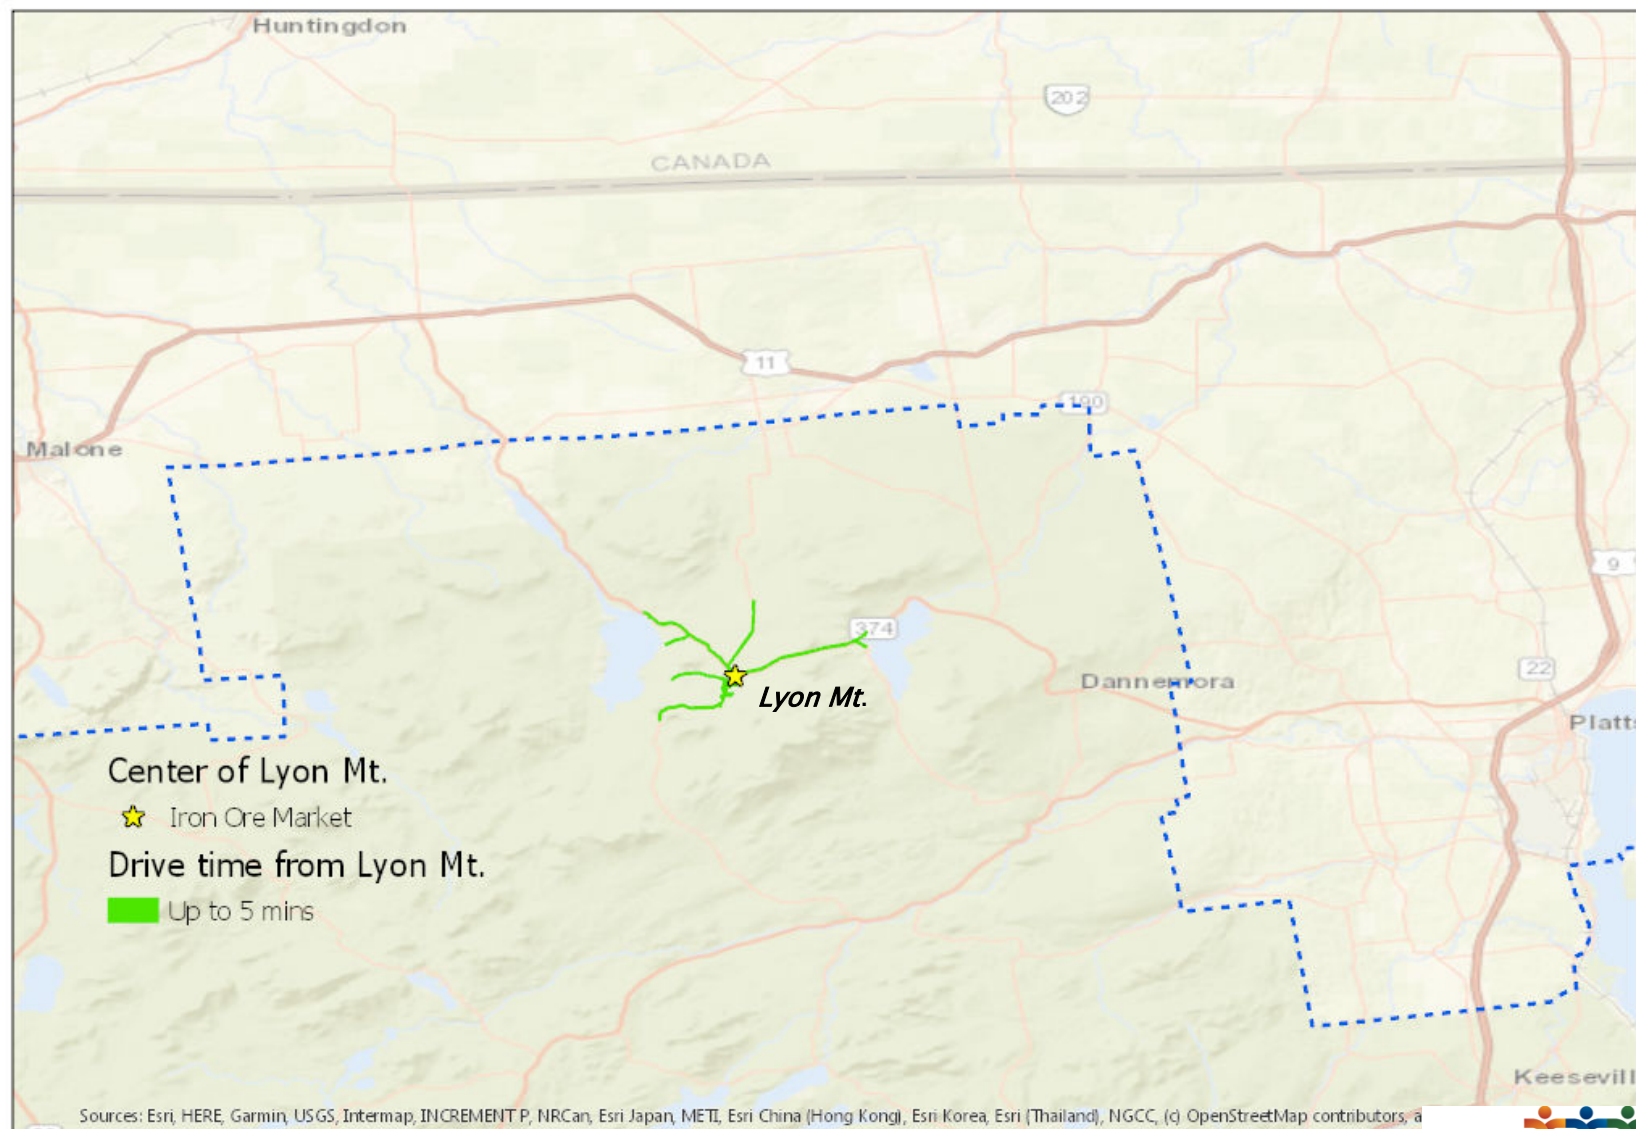 Huntingdon
202
CANADA
11
190
Malone
9
374
22
Dannemora
Lyon Mt.
Platts
Center of Lyon Mt.
Iron Ore Market
Drive time from Lyon Mt.
Up to 5 mins
Keesevill
Sources: Esri, HERE, Garmin, USGS, Intermap, INCREMENT P, NRCan, Esri Japan, METI, Esri China (Hong Kong), Esri Korea, Esri (Thailand), NGCC, (c) OpenStreetMap contributors, a